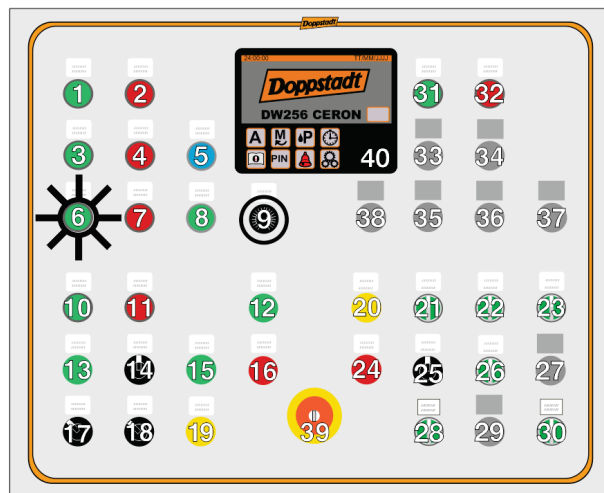 Doppstadt
24:00:00 TT/MM/JJJJ
Doppstadt
DW256 CERON
1 2 31 32
A M P
3 4 5 33 34
PIN 40
6 7 8 9 38 35 36 37
10 11 12 20 21 22 23
13 14 15 16 24 25 26 27
17 18 19 39 28 29 30